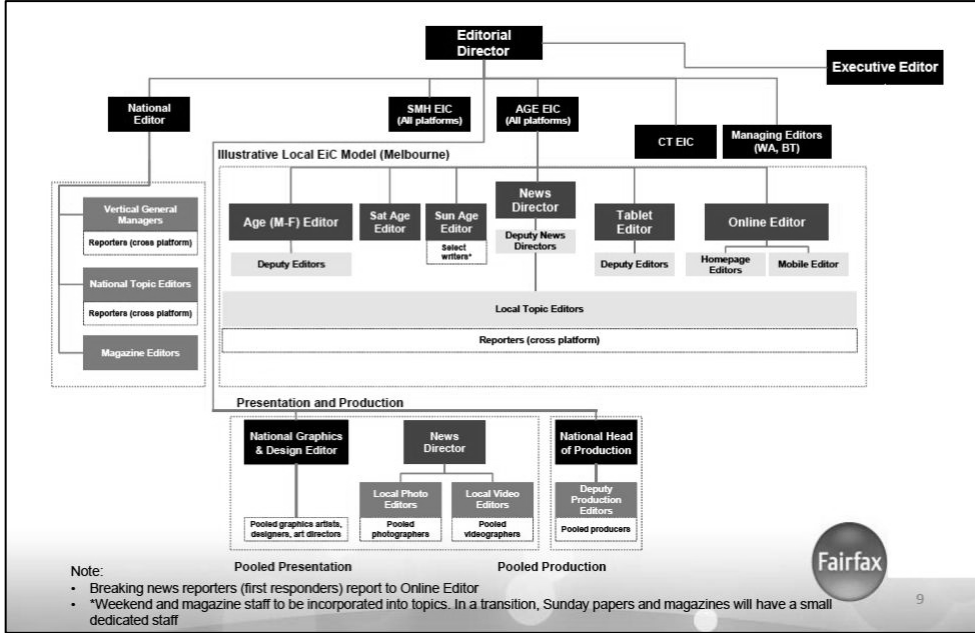 Editorial
Director
Executive Editor
National
Editor
SMH EIC
(All platforms)
AGE EIC
(All platforms)
CT EIC
Managing Editors
(WA, BT)
Illustrative Local EiC Model (Melbourne)
Vertical General
Managers
Reporters (cross platform)
National Topic Editors
Reporters (cross platform)
Magazine Editors
Age (M-F) Editor
Deputy Editors
Sat Age
Editor
Sun Age
Editor
Select
writers*
News
Director
Deputy News
Directors
Tablet
Editor
Deputy Editors
Online Editor
Homepage
Editors
Mobile Editor
Local Topic Editors
Reporters (cross platform)
Presentation and Production
National Graphics
& Design Editor
Pooled graphics artists,
designers, art directors
News
Director
Local Photo
Editors
Pooled
photographers
Local Video
Editors
Pooled
videographers
National Head
of Production
Deputy
Production
Editors
Pooled producers
Pooled Presentation
Pooled Production
Note:
• Breaking news reporters (first responders) report to Online Editor
• *Weekend and magazine staff to be incorporated into topics. In a transition, Sunday papers and magazines will have a small
dedicated staff
Fairfax
9